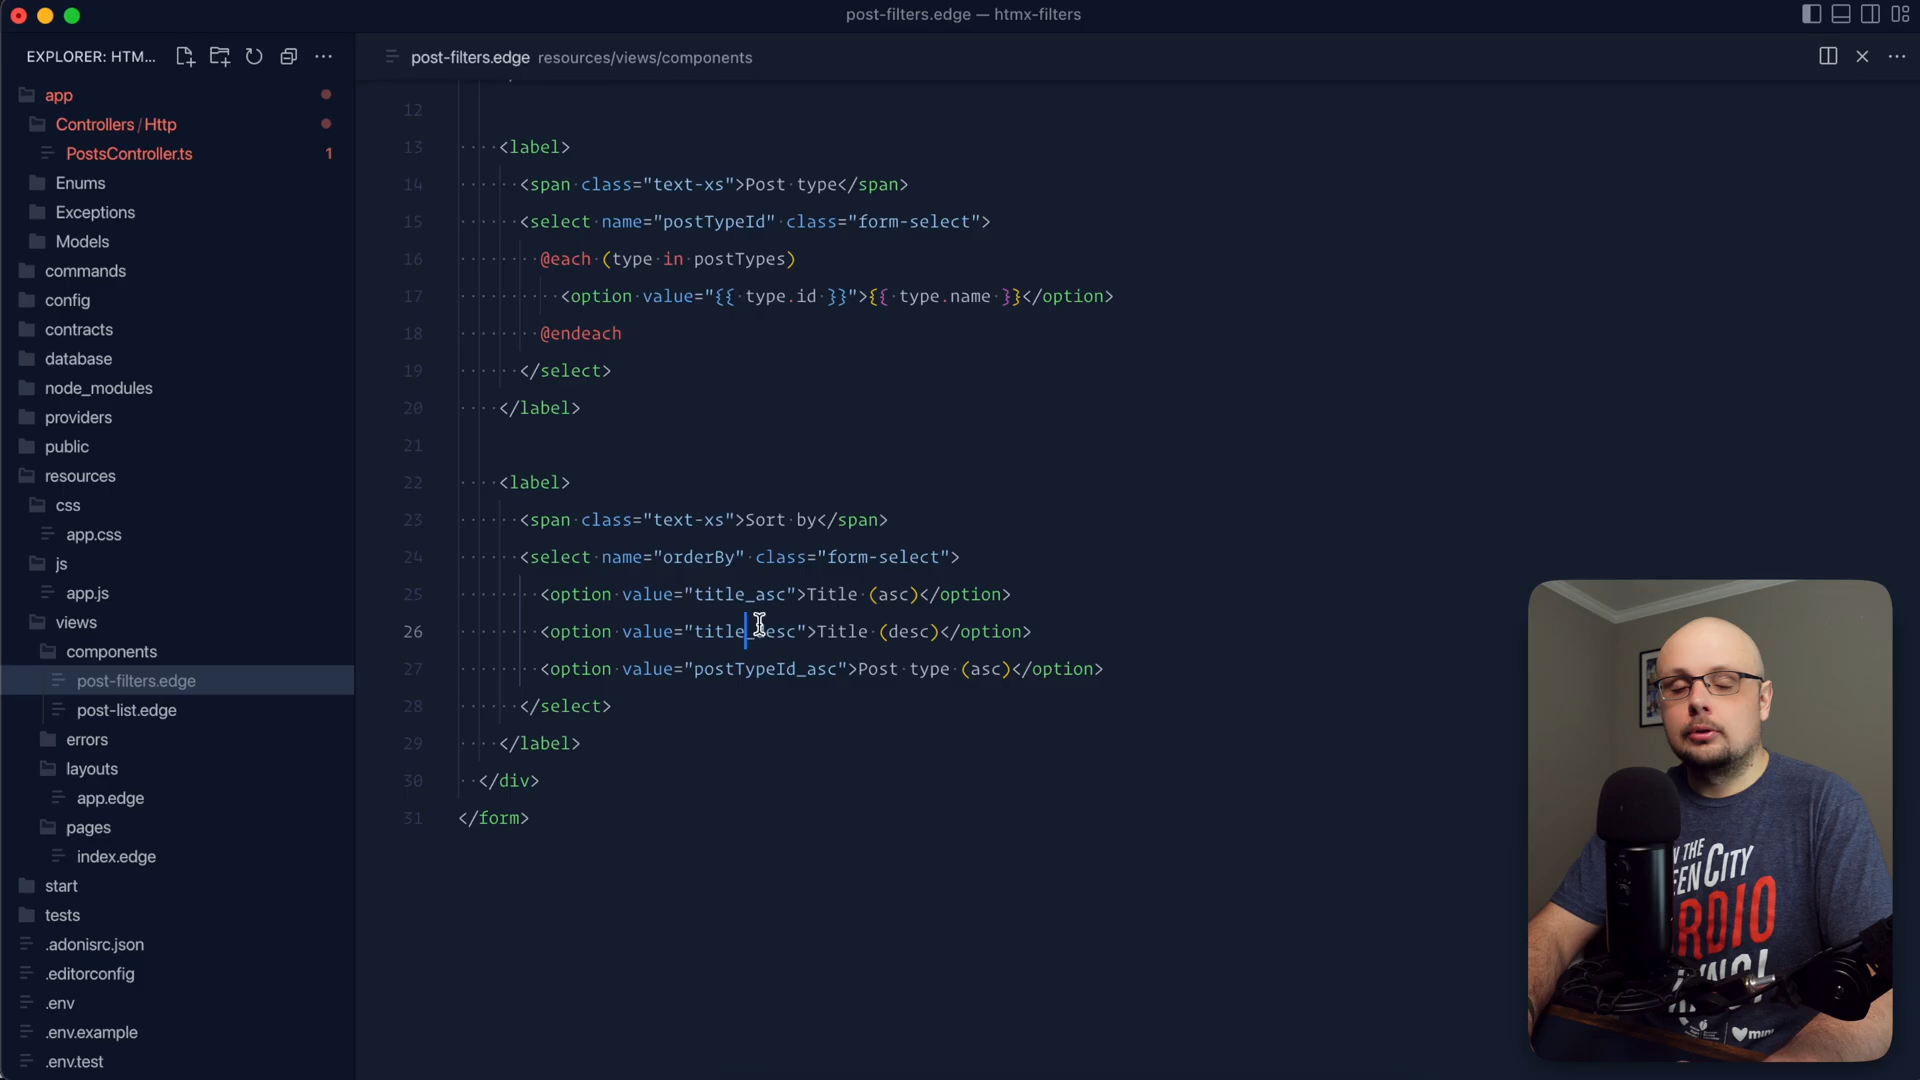 post-filters.edge — htmx-filters
EXPLORER: HTM...
app
Controllers / Http
PostsController.ts 1
Enums
Exceptions
Models
commands
config
contracts
database
node_modules
providers
public
resources
css
app.css
js
app.js
views
components
post-filters.edge
post-list.edge
errors
layouts
app.edge
pages
index.edge
start
tests
.adonisrc.json
.editorconfig
.env
.env.example
.env.test
post-filters.edge resources/views/components
12
13 <label>
14 <span class="text-xs">Post type</span>
15 <select name="postTypeId" class="form-select">
16 @each (type in postTypes)
17 <option value="{{ type.id }}">{{ type.name }}</option>
18 @endeach
19 </select>
20 </label>
21
22 <label>
23 <span class="text-xs">Sort by</span>
24 <select name="orderBy" class="form-select">
25 <option value="title_asc">Title (asc)</option>
26 <option value="title_desc">Title (desc)</option>
27 <option value="postTypeId_asc">Post type (asc)</option>
28 </select>
29 </label>
30 </div>
31 </form>
THE
CITY